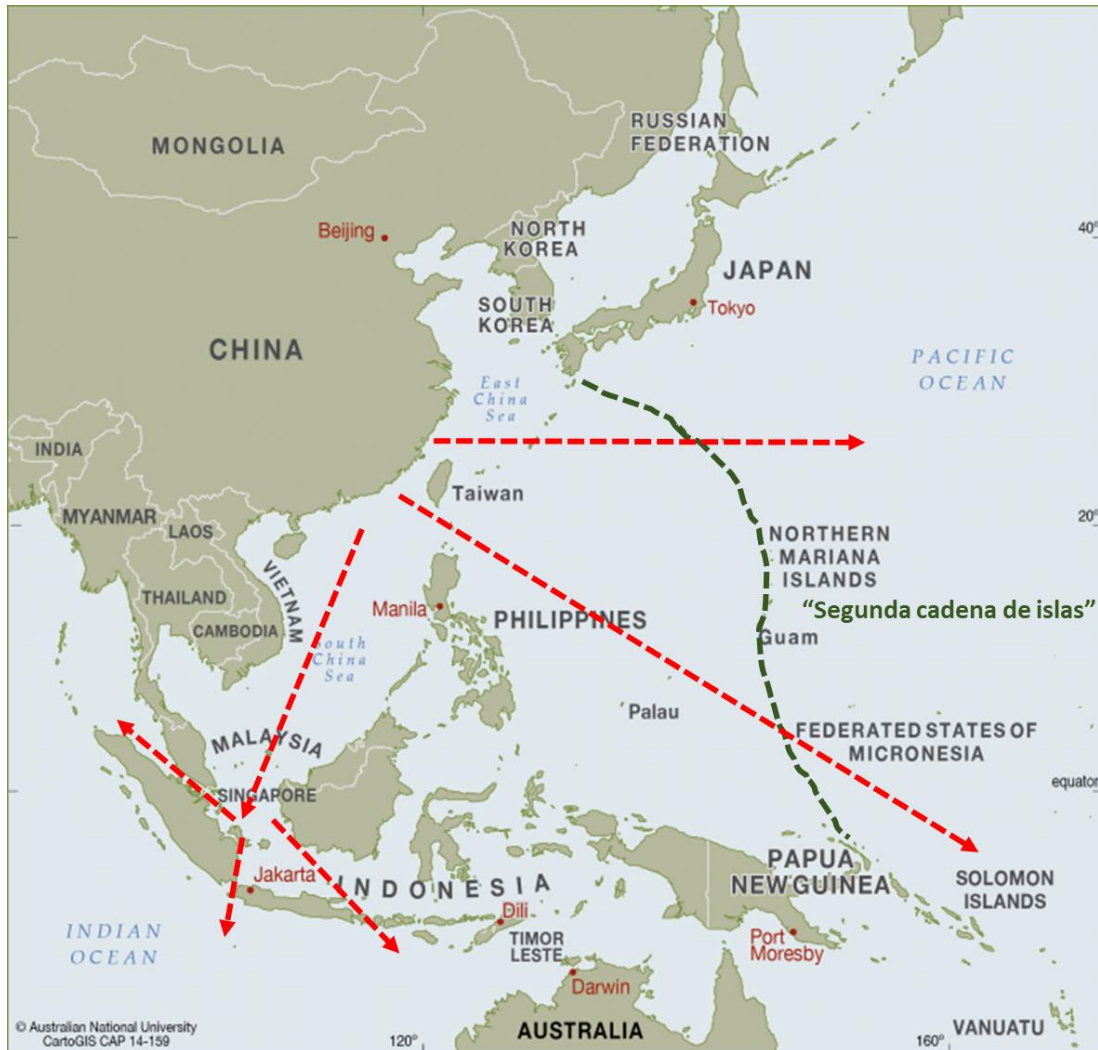 RUSSIAN
FEDERATION
MONGOLIA
Beijing
NORTH
KOREA
40°
JAPAN
SOUTH
KOREA
Tokyo
CHINA
PACIFIC
OCEAN
East
China
Sea
INDIA
Taiwan
MYANMAR
LAOS
20°
NORTHERN
MARIANA
ISLANDS
VIETNAM
THAILAND
Manila
PHILIPPINES
“Segunda cadena de islas”
CAMBODIA
South
China
Sea
Guam
Palau
FEDERATED STATES OF
MICRONESIA
MALAYSIA
SINGAPORE
equator
PAPUA
NEW GUINEA
Jakarta
INDONESIA
SOLOMON
ISLANDS
Dili
INDIAN
OCEAN
TIMOR
LESTE
Port
Moresby
Darwin
© Australian National University
CartoGIS CAP 14-159
120°
AUSTRALIA
160°
VANUATU